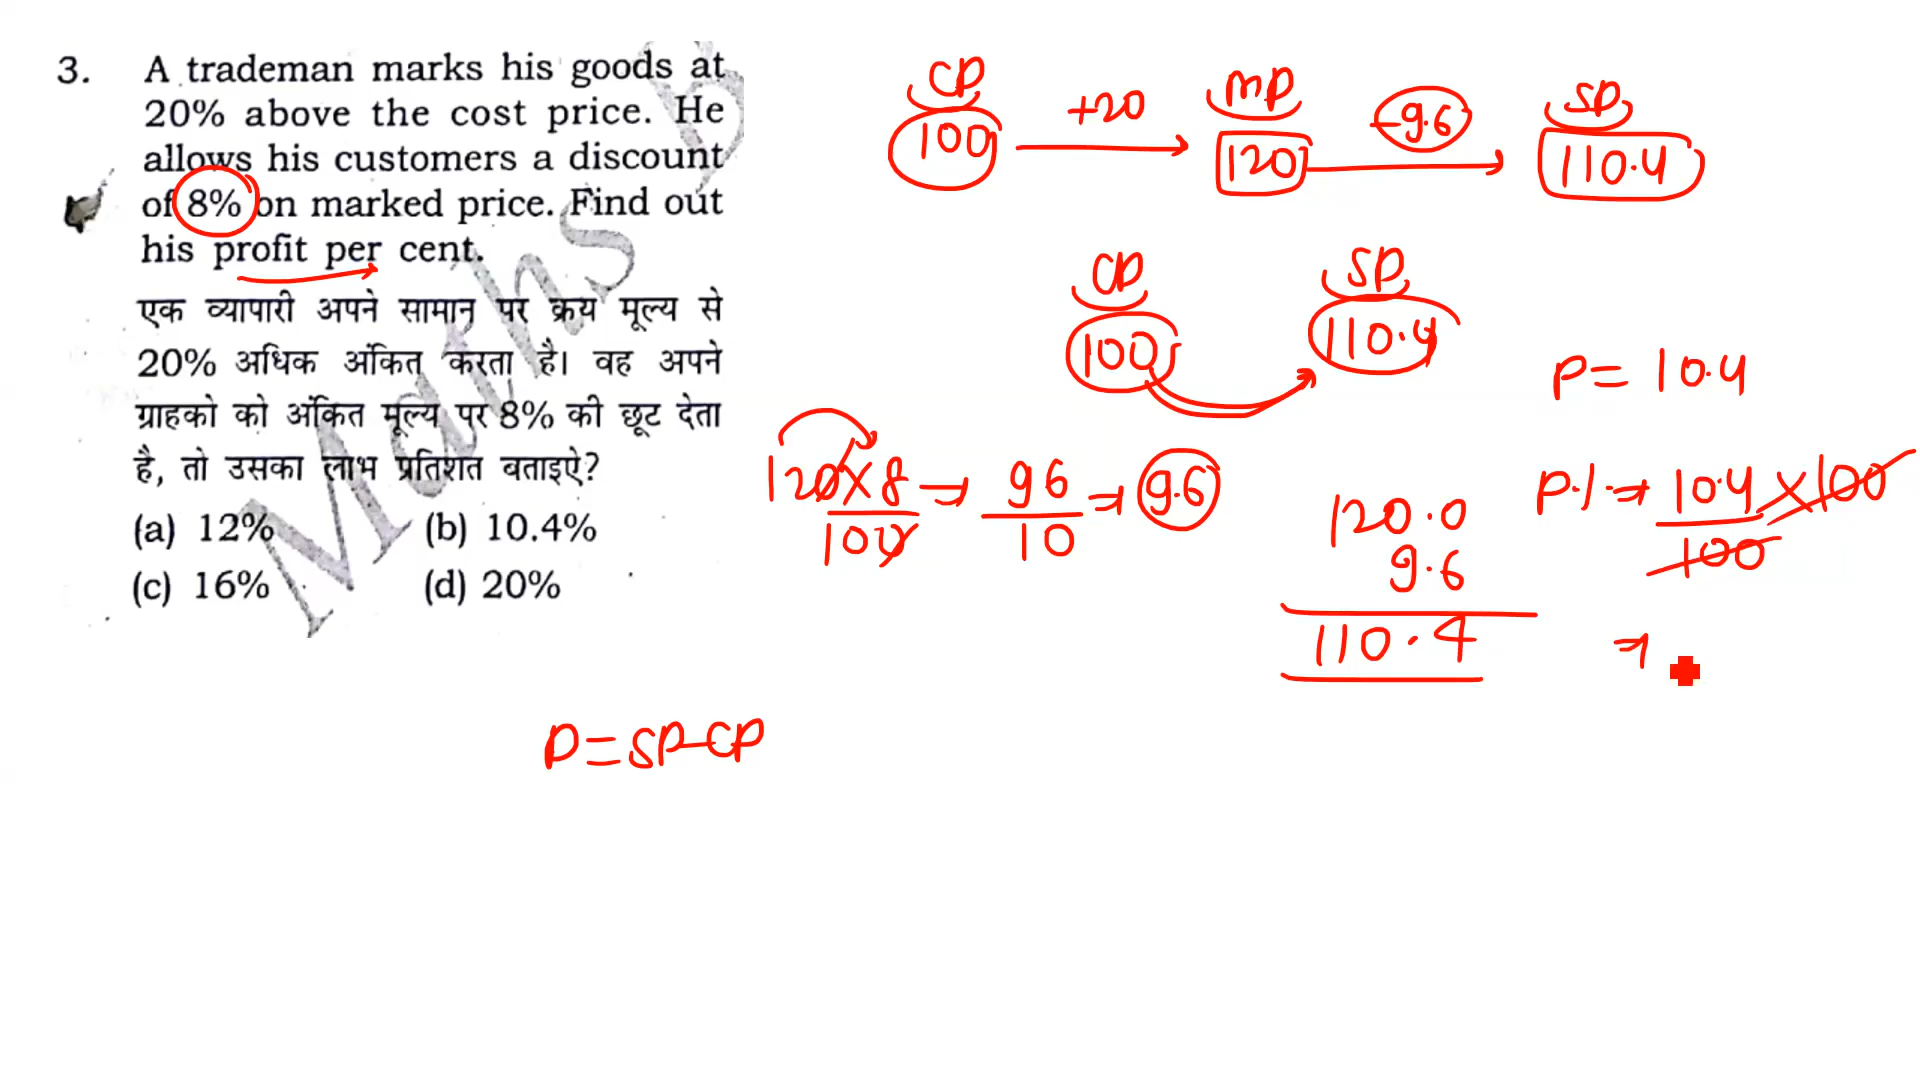 3. A trademan marks his goods at
20% above the cost price. He
allows his customers a discount
of 8% on marked price. Find out
his profit per cent.
एक व्यापारी अपने सामान पर क्रय मूल्य से
20% अधिक अंकित करता है। वह अपने
ग्राहको को अंकित मूल्य पर 8% की छूट देता
है, तो उसका लाभ प्रतिशत बताइऐ?
(a) 12% (b) 10.4%
(c) 16% (d) 20%
Maths
CP +20 MP -9.6 SP
100 120 110.4
CP SP
100 110.4
P = 10.4
120×8/100 → 96/10 → 9.6
120.0
9.6
110.4
P% → 10.4×100/100
→
P=SP-CP